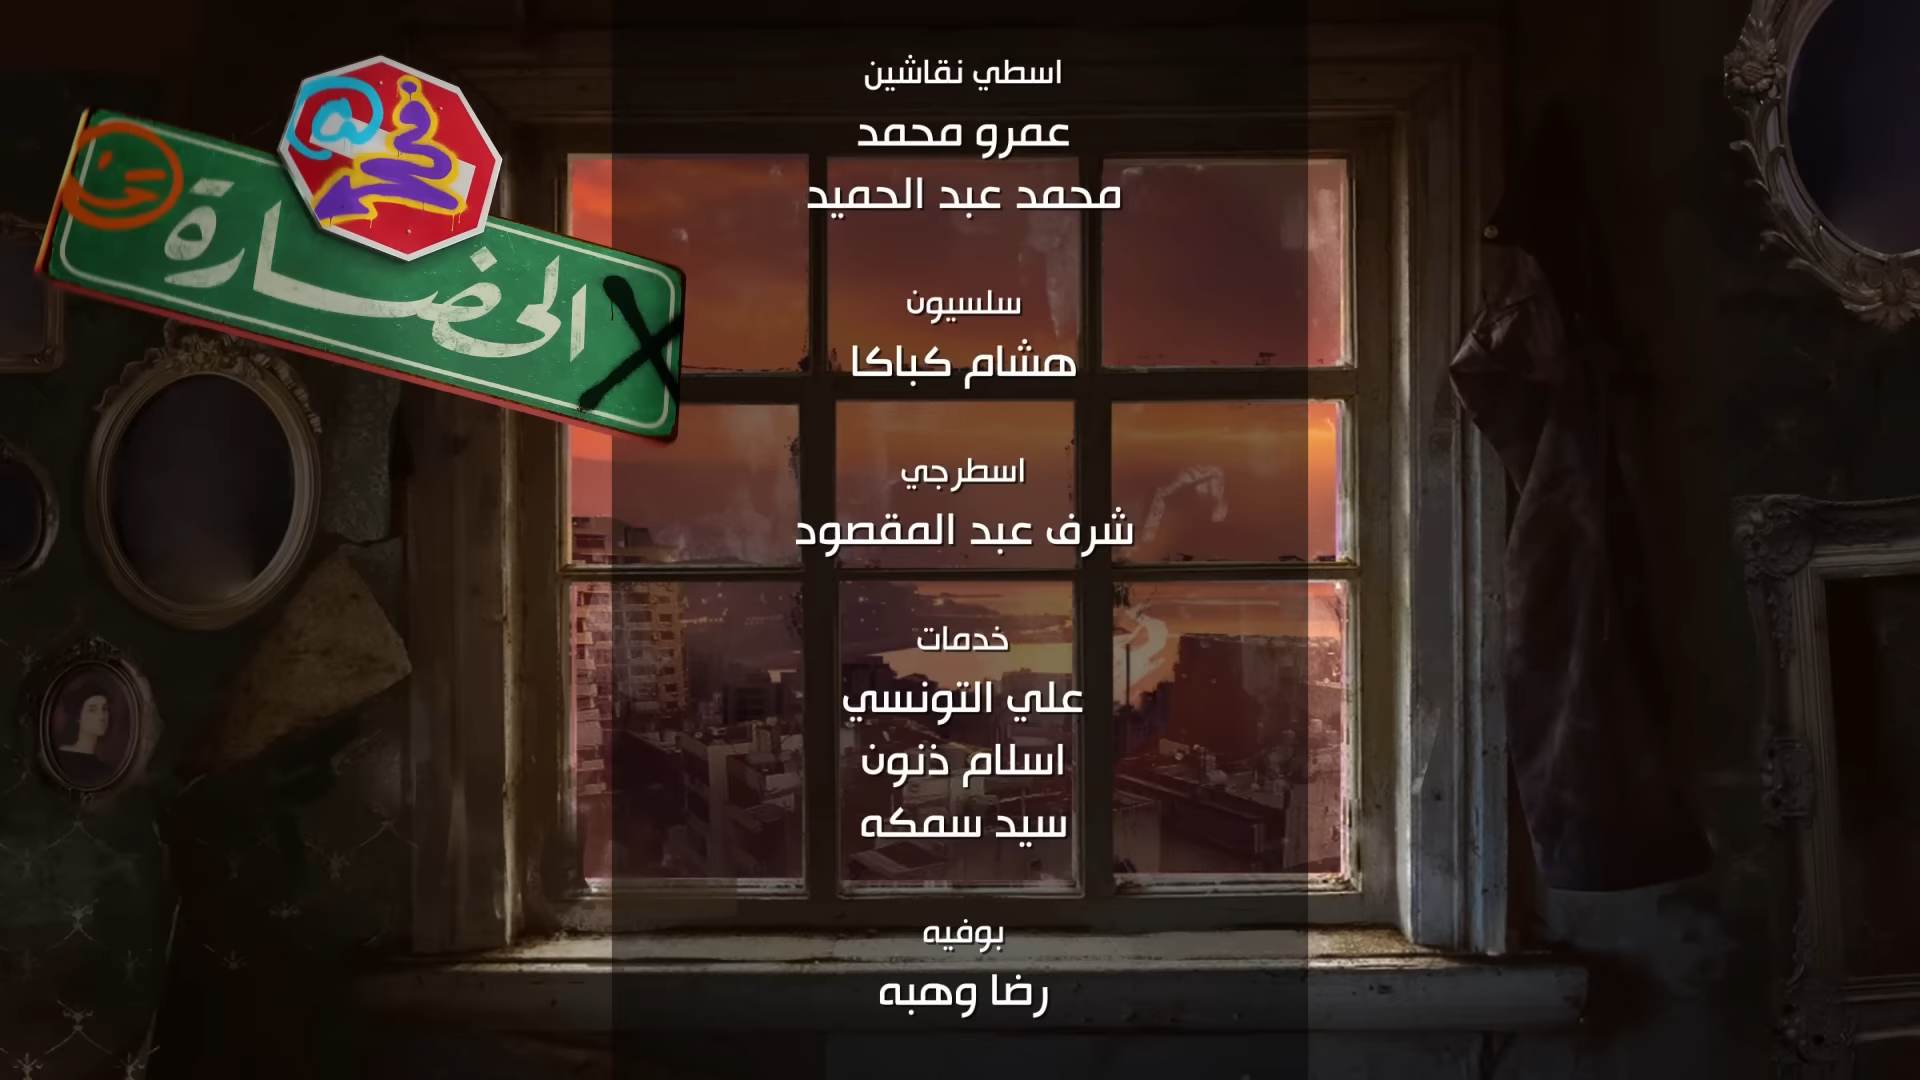 في
الحضارة
اسطي نقاشين
عمرو محمد
محمد عبد الحميد
سلسيون
هشام كباكا
اسطرجي
شرف عبد المقصود
خدمات
علي التونسي
اسلام ذنون
سيد سمكه
بوفيه
رضا وهبه